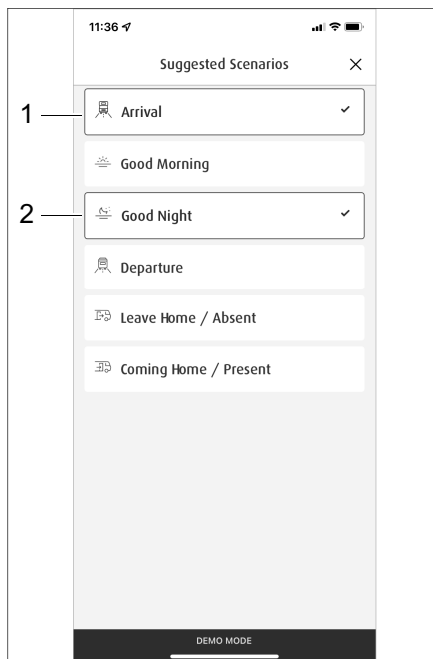 11:36
Suggested Scenarios
1
Arrival
Good Morning
2
Good Night
Departure
Leave Home / Absent
Coming Home / Present
DEMO MODE